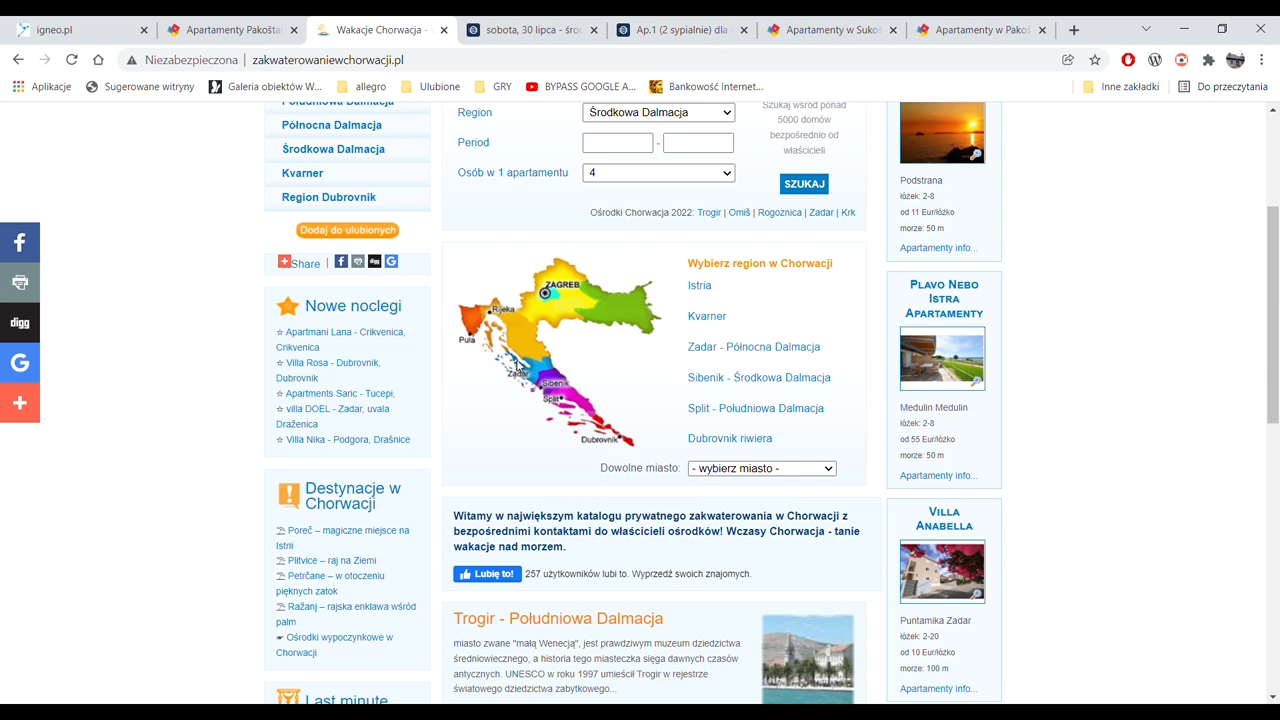 igneo.pl
Apartamenty Pakošta
Wakacje Chorwacja -
sobota, 30 lipca - śro
Ap.1 (2 sypialnie) dla
Apartamenty w Suko
Apartamenty w Pako
Niezabezpieczona
zakwaterowaniewchorwacji.pl
Aplikacje
Sugerowane witryny
Galeria obiektów W...
allegro
Ulubione
GRY
BYPASS GOOGLE A...
Bankowość Internet...
Inne zakładki
Do przeczytania
Południowa Dalmacja
Północna Dalmacja
Środkowa Dalmacja
Kvarner
Region Dubrovnik
Dodaj do ulubionych
Share |
digg
Nowe noclegi
☆ Apartmani Lana - Crikvenica,
Crikvenica
☆ Villa Rosa - Dubrovnik,
Dubrovnik
☆ Apartments Saric - Tucepi,
☆ villa DOEL - Zadar, uvala
Draženica
☆ Villa Nika - Podgora, Drašnice
Destynacje w
Chorwacji
Poreč – magiczne miejsce na
Istrii
Plitvice – raj na Ziemi
Petrčane – w otoczeniu
pięknych zatok
Ražanj – rajska enklawa wśród
palm
Ośrodki wypoczynkowe w
Chorwacji
Last minute
Region
Środkowa Dalmacja
Period
-
Osób w 1 apartamentu
4
Szukaj wśród ponad
5000 domów
bezpośrednio od
właścicieli
SZUKAJ
Ośrodki Chorwacja 2022: Trogir | Omiš | Rogoznica | Zadar | Krk
ZAGREB
Rijeka
Pula
Zadar
Sibenik
Split
Dubrovnik
Wybierz region w Chorwacji
Istria
Kvarner
Zadar - Północna Dalmacja
Sibenik - Środkowa Dalmacja
Split - Południowa Dalmacja
Dubrovnik riwiera
Dowolne miasto:
- wybierz miasto -
Witamy w największym katalogu prywatnego zakwaterowania w Chorwacji z
bezpośrednimi kontaktami do właścicieli ośrodków! Wczasy Chorwacja - tanie
wakacje nad morzem.
Lubię to!
257 użytkowników lubi to. Wyprzedź swoich znajomych.
Trogir - Południowa Dalmacja
miasto zwane "małą Wenecją", jest prawdziwym muzeum dziedzictwa
średniowiecznego, a historia tego miasteczka sięga dawnych czasów
antycznych. UNESCO w roku 1997 umieścił Trogir w rejestrze
światowego dziedzictwa zabytkowego...
Podstrana
łóżek: 2-8
od 11 Eur/łóżko
morze: 50 m
Apartamenty info...
Plavo Nebo
Istra
Apartamenty
Medulin Medulin
łóżek: 2-8
od 55 Eur/łóżko
morze: 50 m
Apartamenty info...
Villa
Anabella
Puntamika Zadar
łóżek: 2-20
od 10 Eur/łóżko
morze: 100 m
Apartamenty info...